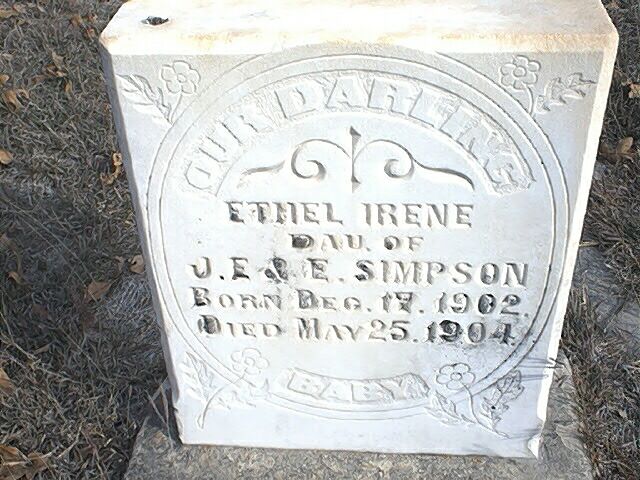 OUR DARLING
ETHEL IRENE
DAU. OF
J.E & E. SIMPSON
BORN DEC. 17. 1902.
DIED MAY 25. 1904.
BABY.